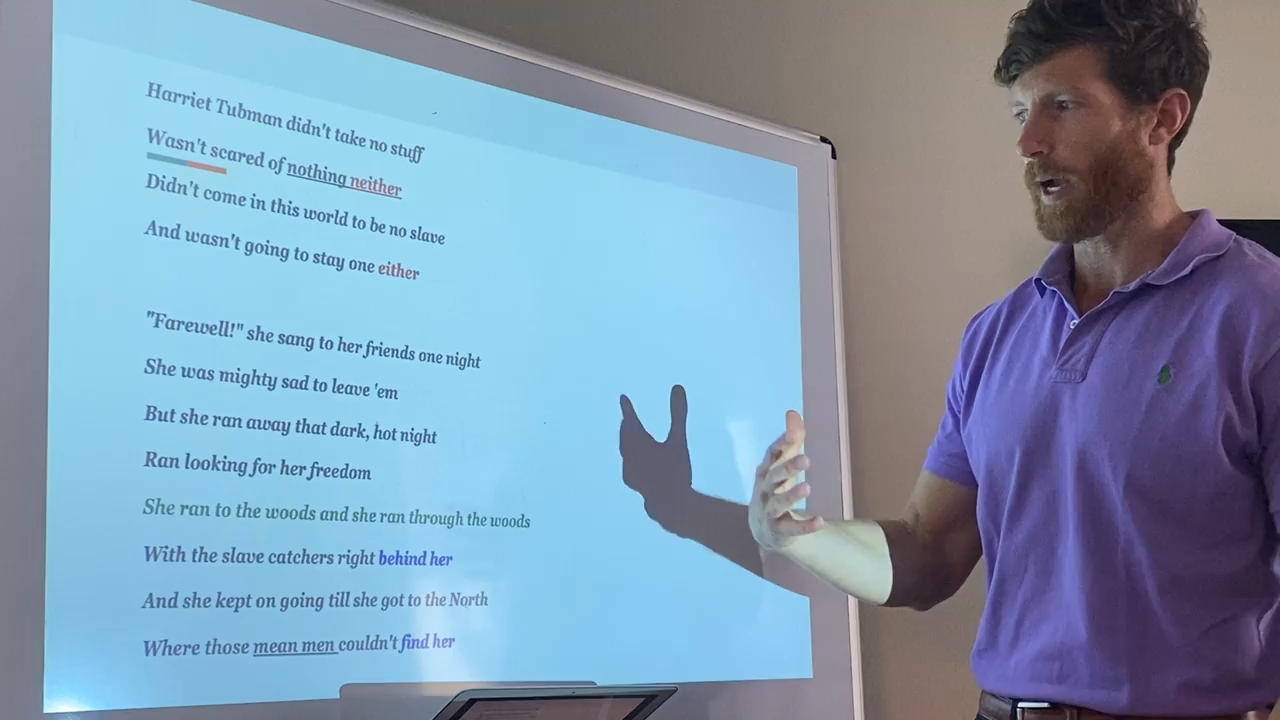 Harriet Tubman didn't take no stuff
Wasn't scared of nothing neither
Didn't come in this world to be no slave
And wasn't going to stay one either
"Farewell!" she sang to her friends one night
She was mighty sad to leave 'em
But she ran away that dark, hot night
Ran looking for her freedom
She ran to the woods and she ran through the woods
With the slave catchers right behind her
And she kept on going till she got to the North
Where those mean men couldn't find her